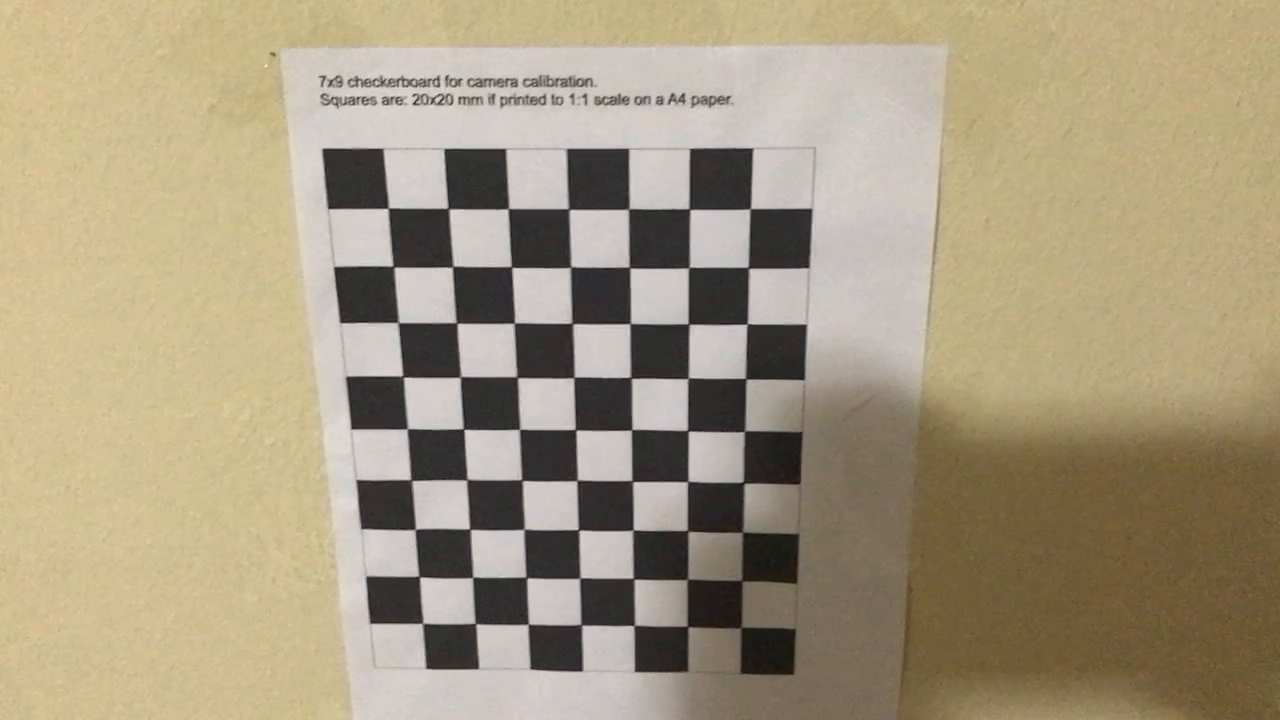 7x9 checkerboard for camera calibration.
Squares are: 20x20 mm if printed to 1:1 scale on a A4 paper.